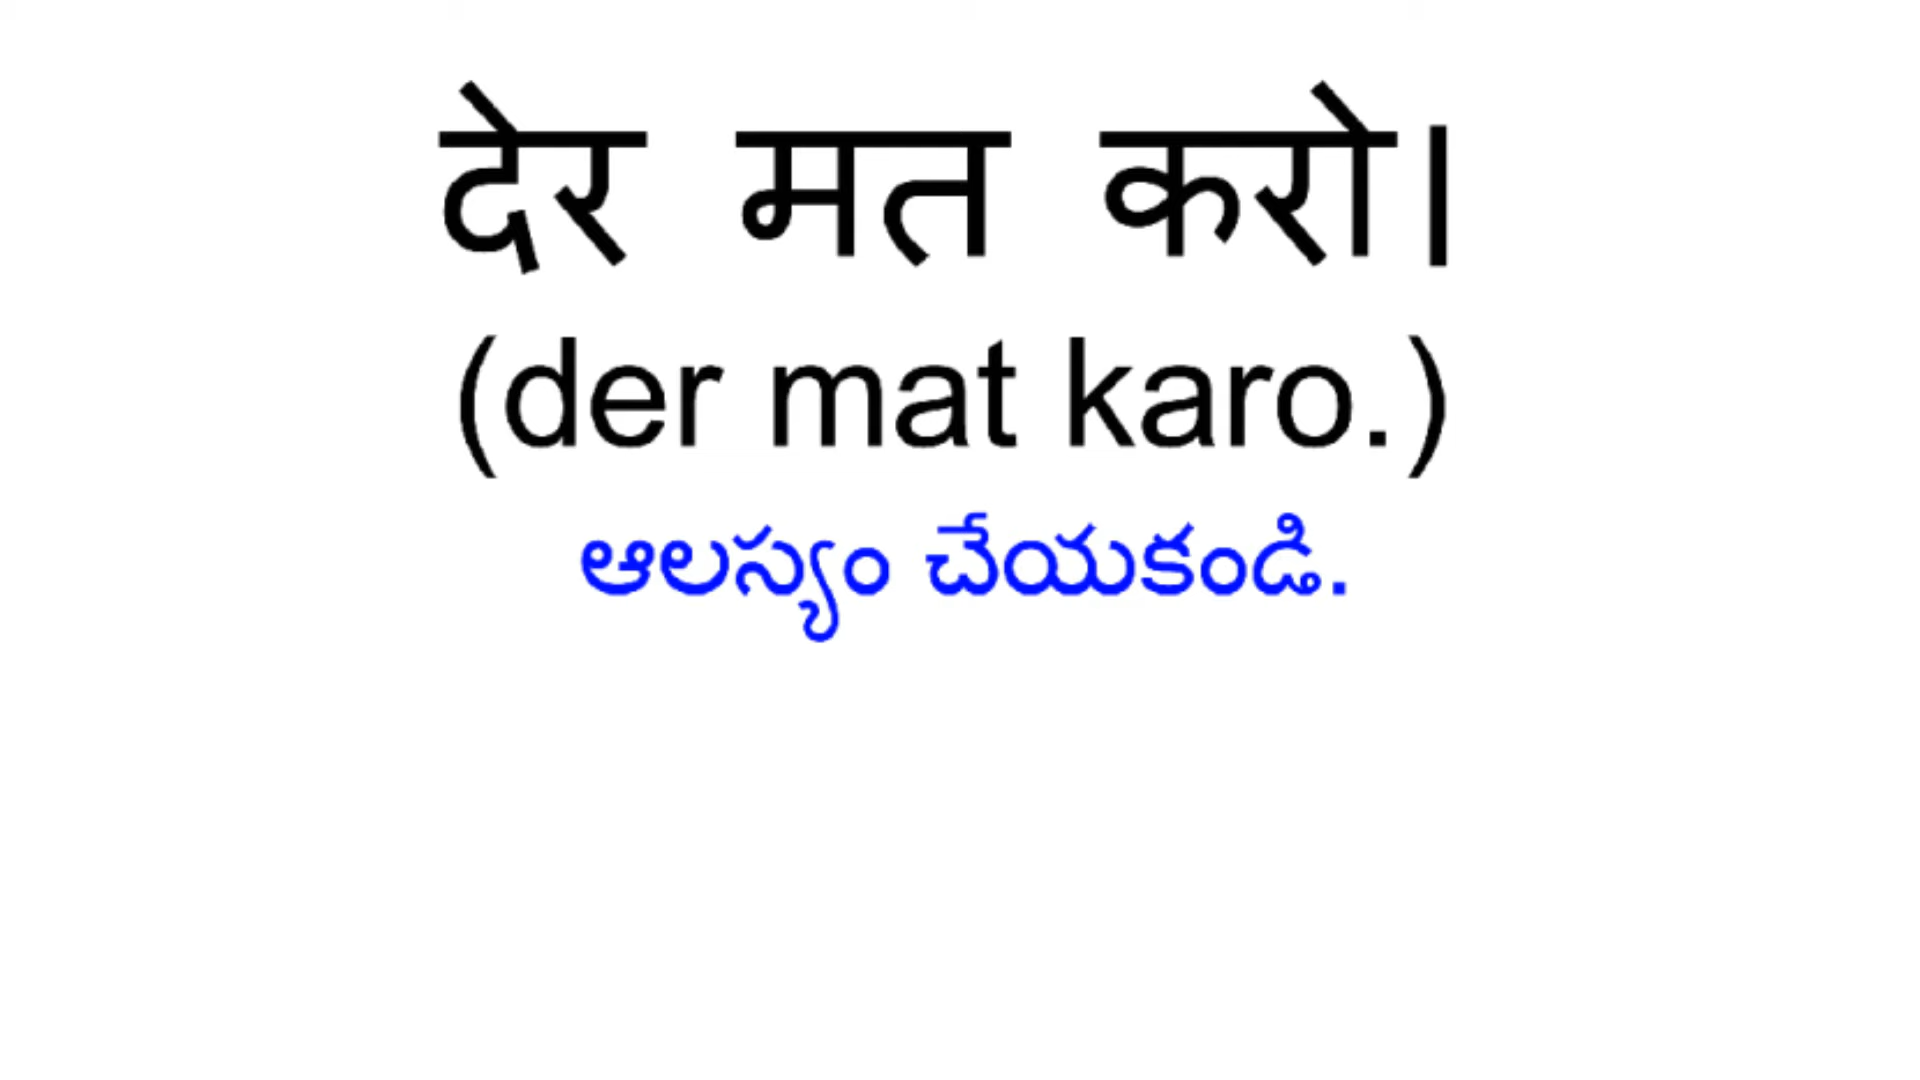 देर मत करो।
(der mat karo.)
ఆలస్యం చేయకండి.